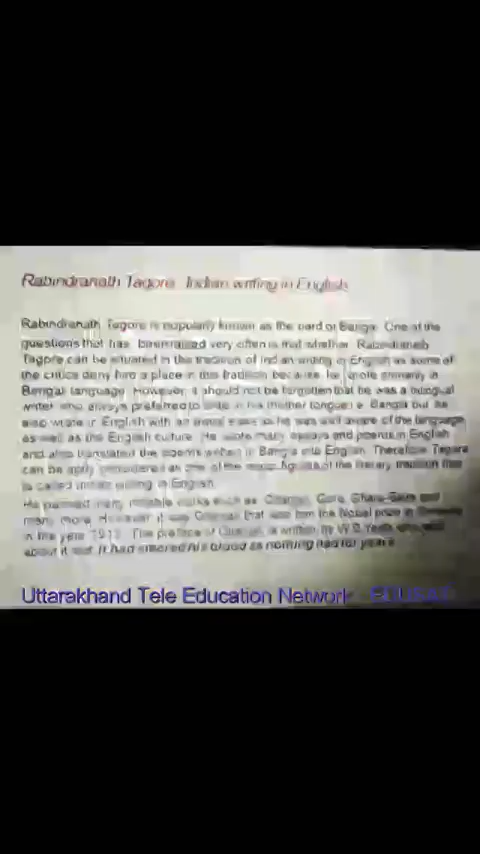 Rabindranath Tagore Indian writing in English
Rabindranath Tagore is popularly known as the bard of Bengal. One of the
questions that has been raised very often is that whether Rabindranath
Tagore can be situated in the tradition of Indian writing in English as some of
the critics deny him a place in this tradition because he wrote primarily in
Bengali language. However, it should not be forgotten that he was a bilingual
writer who always preferred to write in his mother tongue i.e. Bangla but he
also wrote in English with an equal ease as he was well aware of the language
as well as the English culture. He wrote many essays and poems in English
and also translated the poems written in Bangla into English. Therefore Tagore
can be aptly considered as one of the major figures of the literary tradition that
is called Indian writing in English.
He penned many notable works such as Gitanjali, Gora, Ghare-Baire and
many more. However it was Gitanjali that won him the Nobel prize in
in the year 1913. The preface of Gitanjali is written by W.B. Yeats who
about it that it had stirred his blood as nothing had for years
Uttarakhand Tele Education Network - EDUSAT